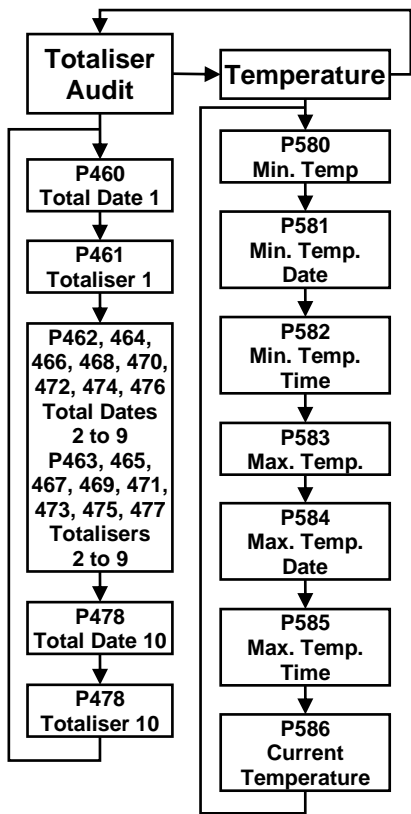 Totaliser
Audit
P460
Total Date 1
P461
Totaliser 1
P462, 464,
466, 468, 470,
472, 474, 476
Total Dates
2 to 9
P463, 465,
467, 469, 471,
473, 475, 477
Totalisers
2 to 9
P478
Total Date 10
P478
Totaliser 10
Temperature
P580
Min. Temp
P581
Min. Temp.
Date
P582
Min. Temp.
Time
P583
Max. Temp.
P584
Max. Temp.
Date
P585
Max. Temp.
Time
P586
Current
Temperature